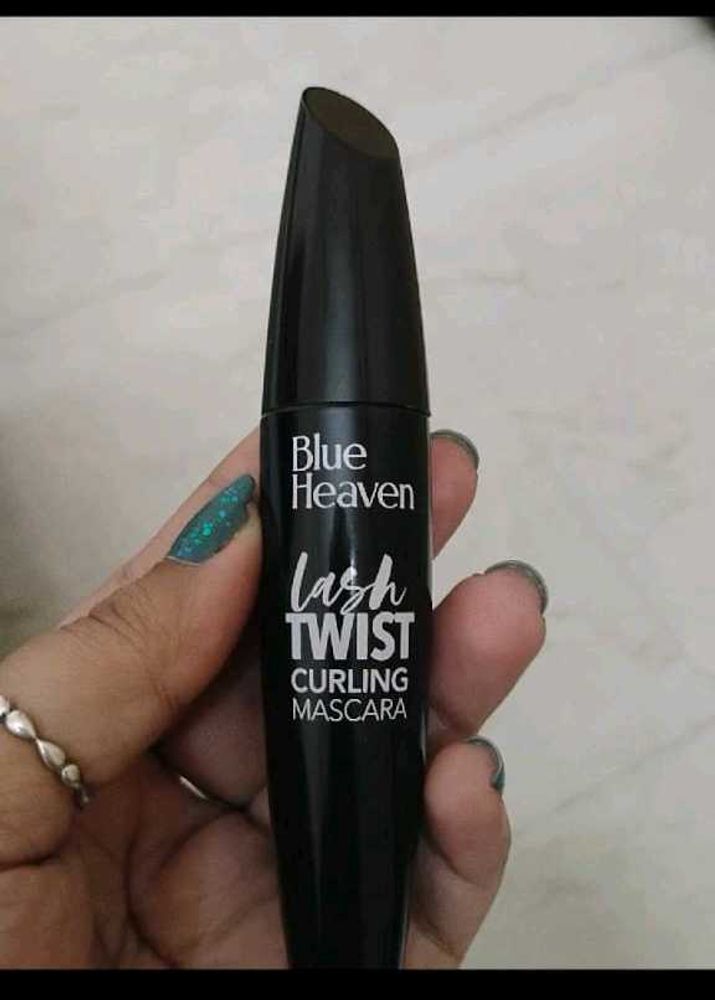 Blue
Heaven
lash
TWIST
CURLING
MASCARA